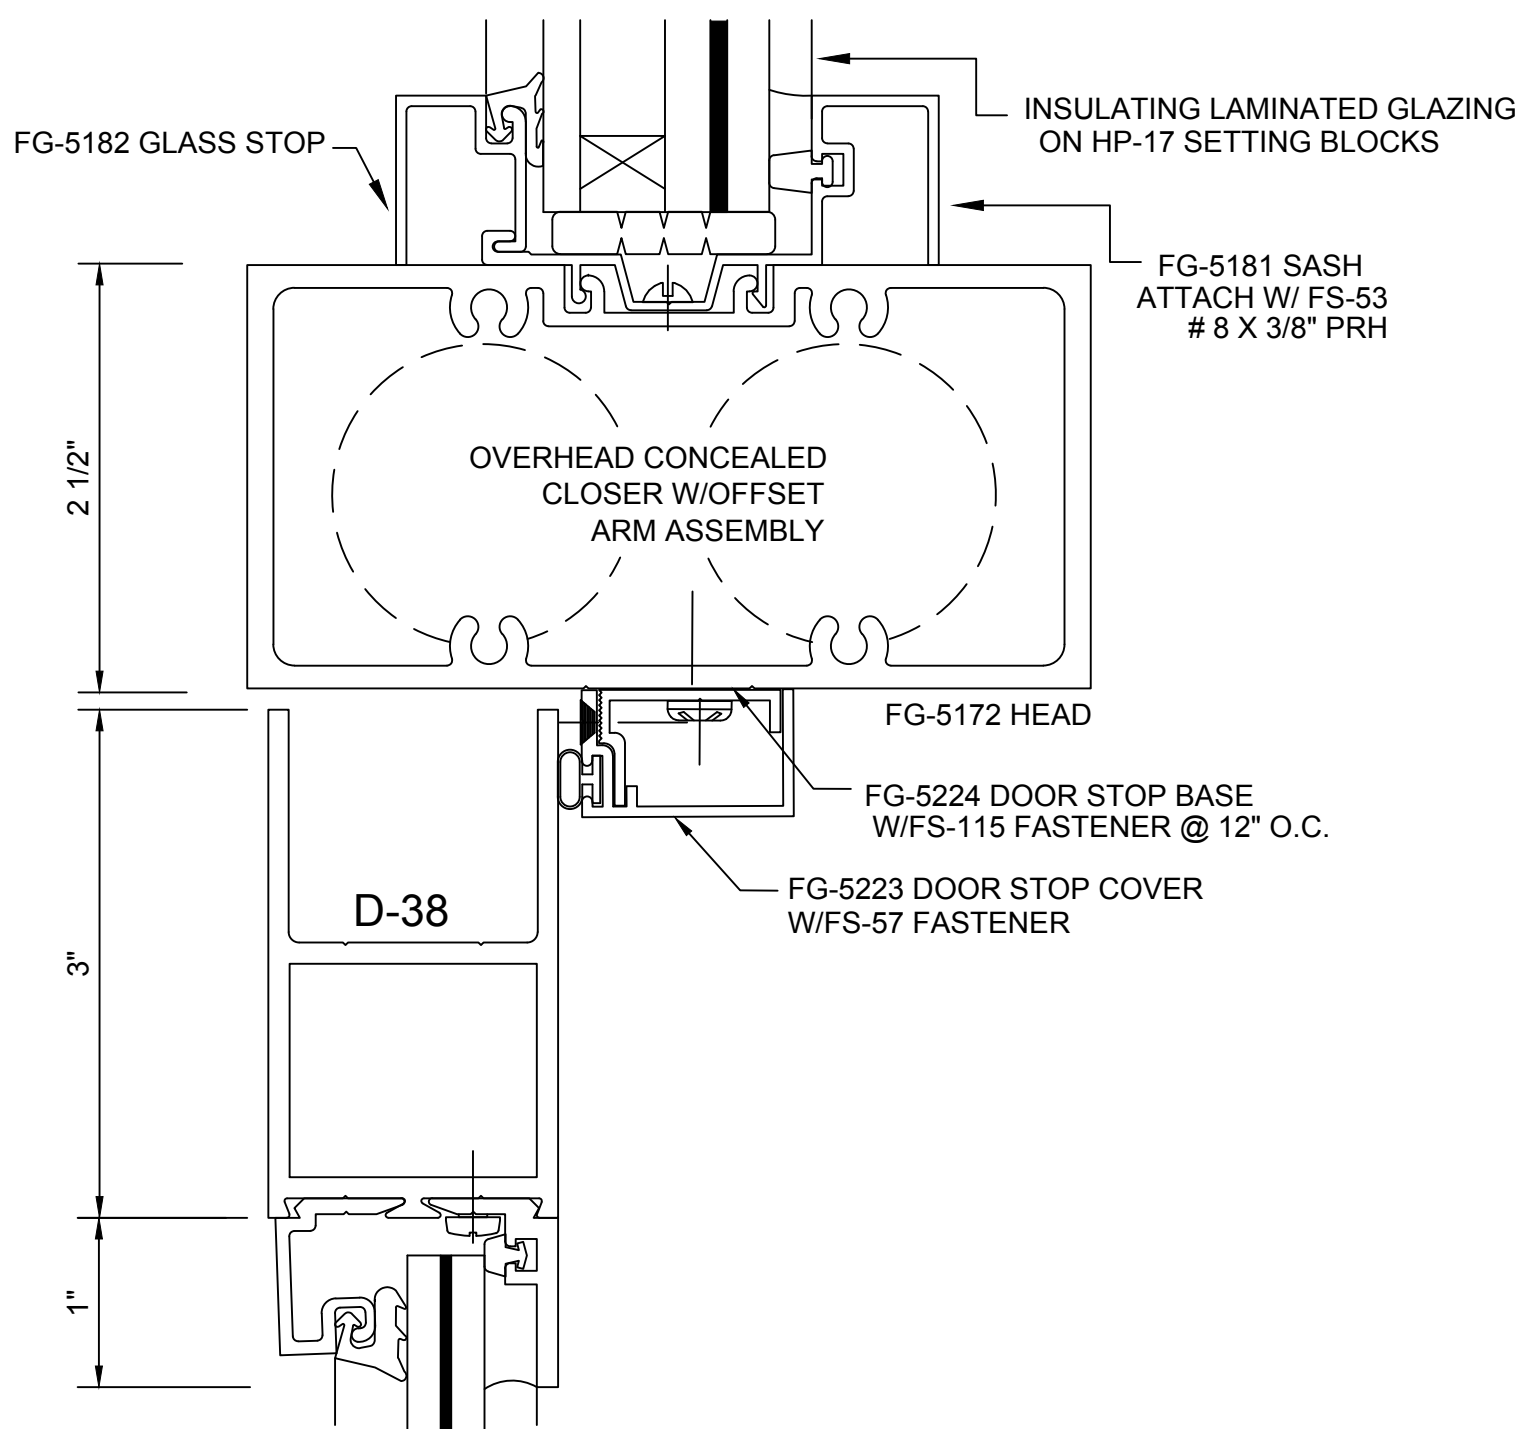 INSULATING LAMINATED GLAZING
ON HP-17 SETTING BLOCKS
FG-5182 GLASS STOP
FG-5181 SASH
ATTACH W/ FS-53
# 8 X 3/8" PRH
2 1/2"
OVERHEAD CONCEALED
CLOSER W/OFFSET
ARM ASSEMBLY
FG-5172 HEAD
FG-5224 DOOR STOP BASE
W/FS-115 FASTENER @ 12" O.C.
FG-5223 DOOR STOP COVER
W/FS-57 FASTENER
D-38
3"
1"